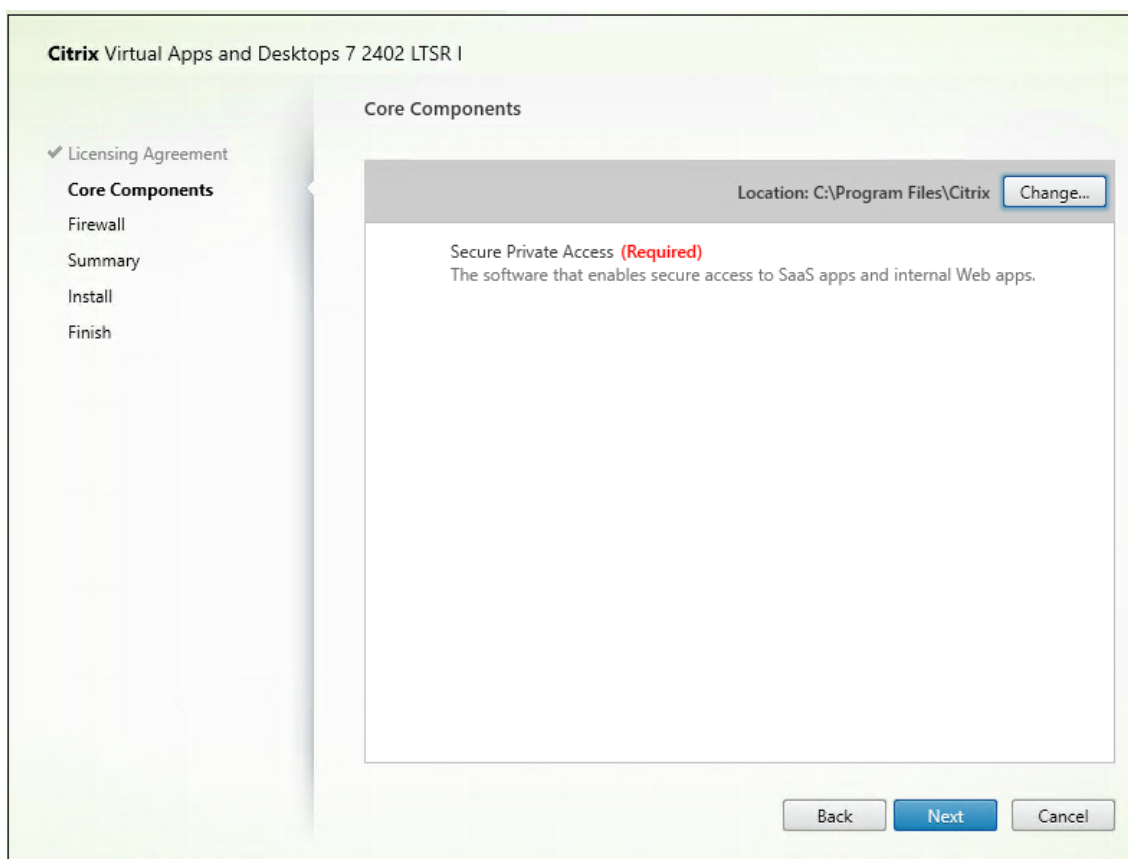 Citrix Virtual Apps and Desktops 7 2402 LTSR I
Core Components
Licensing Agreement
Core Components
Firewall
Summary
Install
Finish
Location: C:\Program Files\Citrix
Change...
Secure Private Access (Required)
The software that enables secure access to SaaS apps and internal Web apps.
Back
Next
Cancel